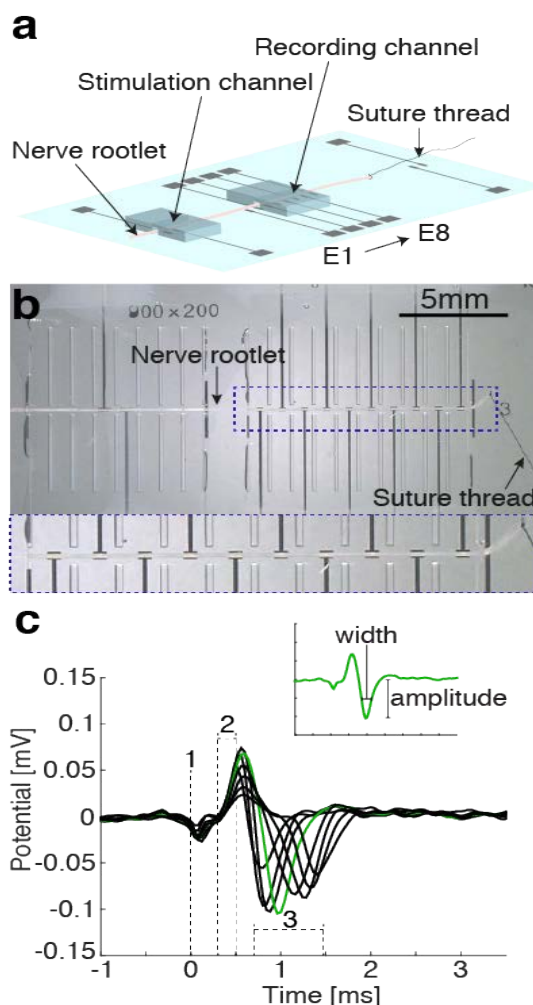 a
Recording channel
Stimulation channel
Suture thread
Nerve rootlet
E8
E1
b
900 × 200
5mm
Nerve rootlet
3
Suture thread
c
width
amplitude
0.15
0.10
0.05
0
-0.05
-0.1
-0.15
Potential [mV]
1
2
3
-1
0
1
2
3
Time [ms]